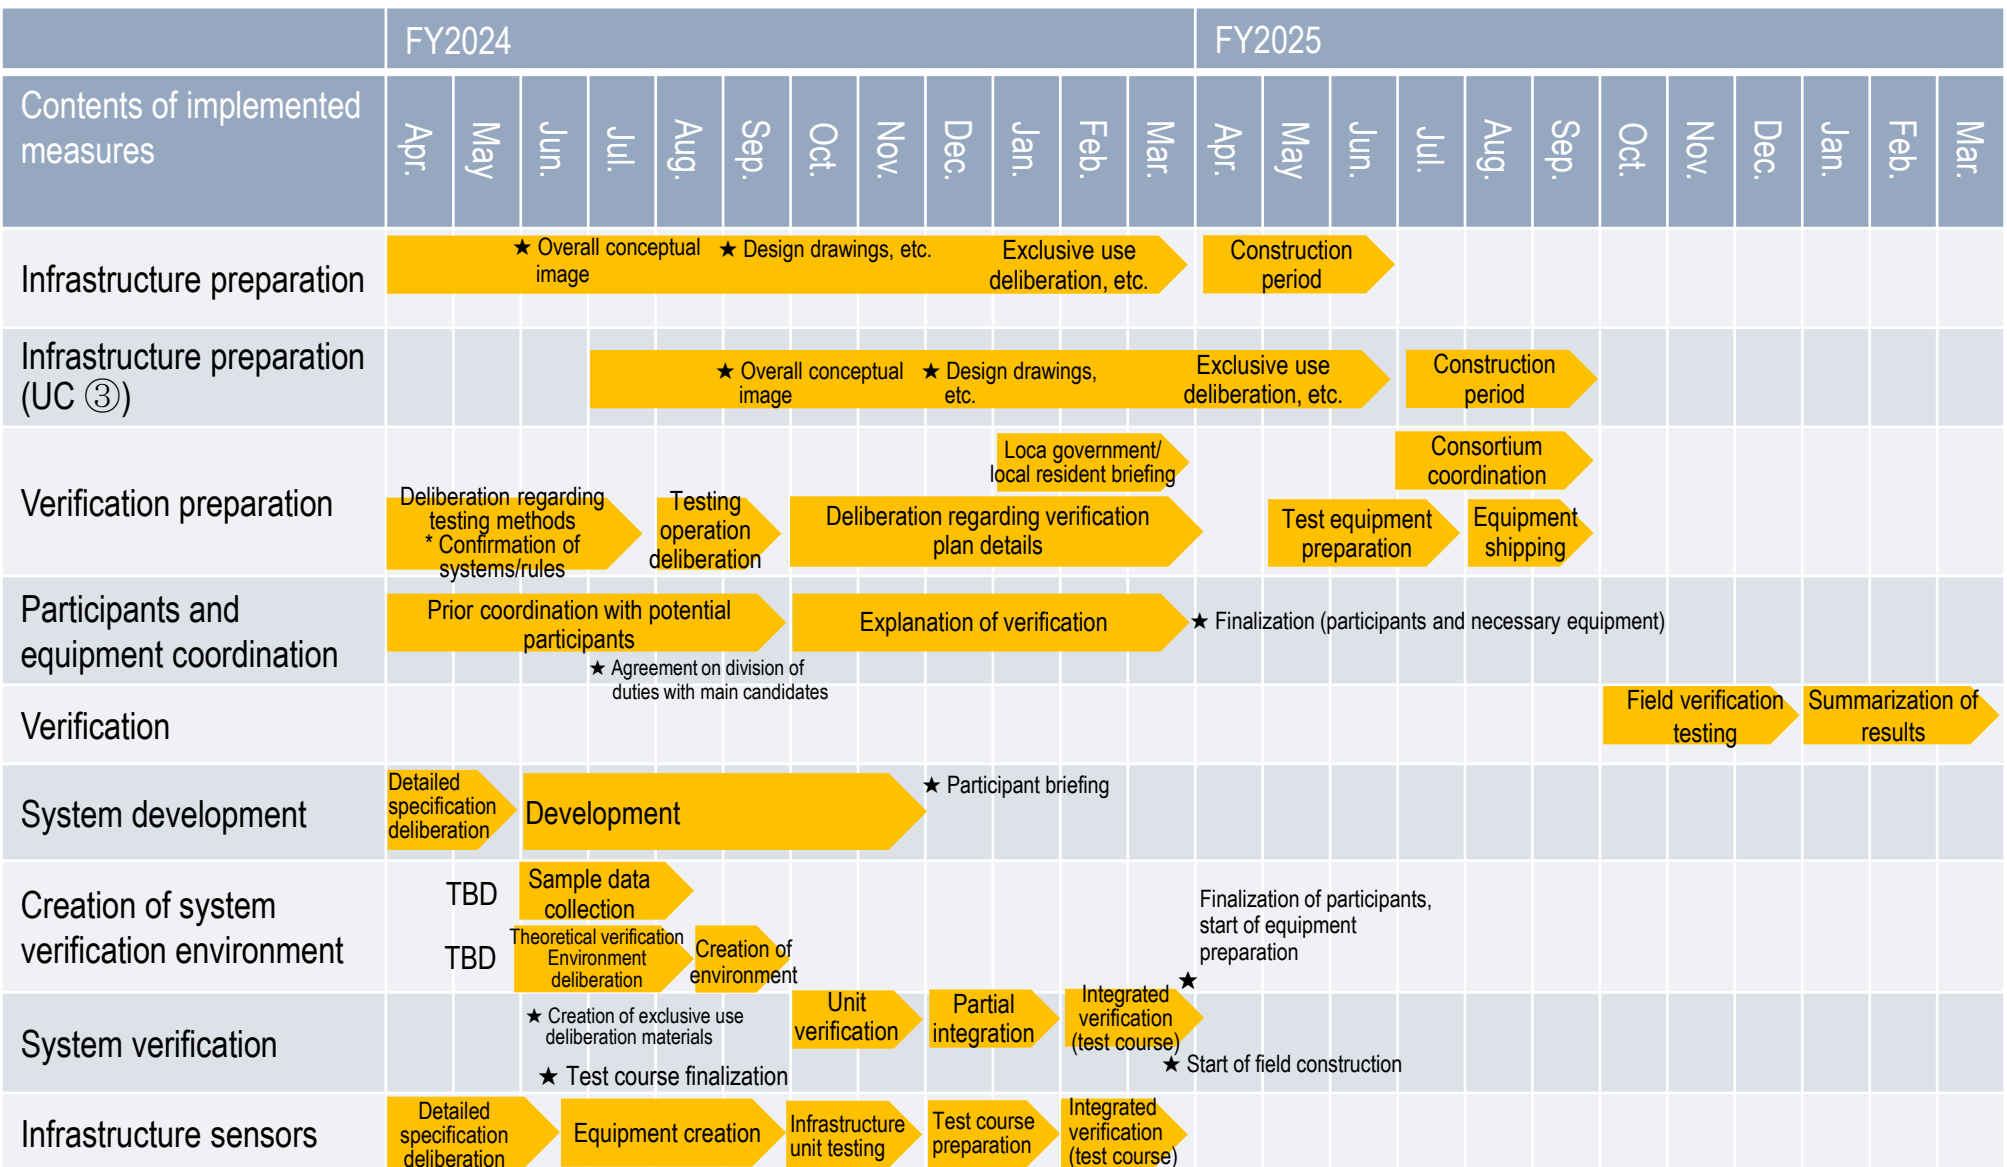 FY2024
FY2025
Contents of implemented
measures
Apr.
May
Jun.
Jul.
Aug.
Sep.
Oct.
Nov.
Dec.
Jan.
Feb.
Mar.
Apr.
May
Jun.
Jul.
Aug.
Sep.
Oct.
Nov.
Dec.
Jan.
Feb.
Mar.
Infrastructure preparation
★ Overall conceptual
image
★ Design drawings, etc.
Exclusive use
deliberation, etc.
Construction
period
Infrastructure preparation
(UC ③)
★ Overall conceptual
image
★ Design drawings,
etc.
Exclusive use
deliberation, etc.
Construction
period
Verification preparation
Loca government/
local resident briefing
Consortium
coordination
Deliberation regarding
testing methods
* Confirmation of
systems/rules
Testing
operation
deliberation
Deliberation regarding verification
plan details
Test equipment
preparation
Equipment
shipping
Participants and
equipment coordination
Prior coordination with potential
participants
Explanation of verification
★ Finalization (participants and necessary equipment)
★ Agreement on division of
duties with main candidates
Verification
Field verification
testing
Summarization of
results
System development
Detailed
specification
deliberation
Development
★ Participant briefing
Creation of system
verification environment
TBD
Sample data
collection
TBD
Theoretical verification
Environment
deliberation
Creation of
environment
Finalization of participants,
start of equipment
preparation
★
System verification
★ Creation of exclusive use
deliberation materials
★ Test course finalization
Unit
verification
Partial
integration
Integrated
verification
(test course)
★ Start of field construction
Infrastructure sensors
Detailed
specification
deliberation
Equipment creation
Infrastructure
unit testing
Test course
preparation
Integrated
verification
(test course)